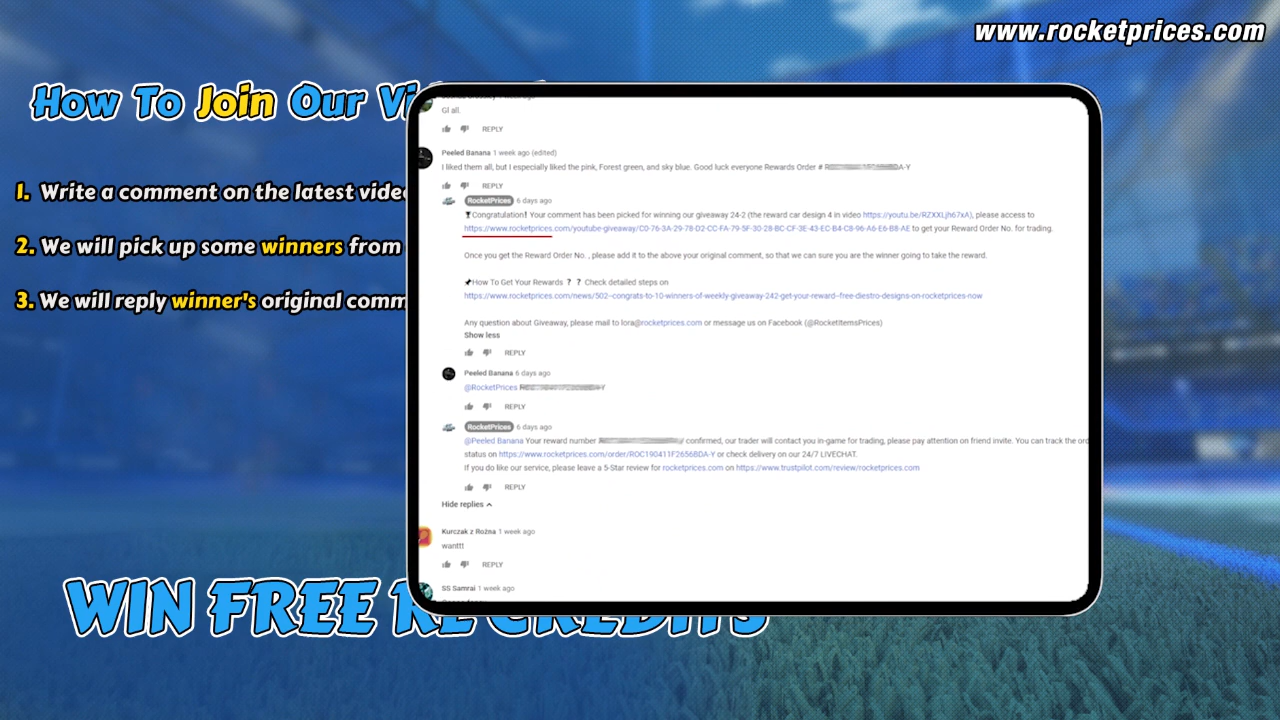 www.rocketprices.com
How To Join Our Vi
1. Write a comment on the latest video
2. We will pick up some winners from
3. We will reply winner's original comm
WIN FREE RL CREDITS
Gl all.
REPLY
Peeled Banana 1 week ago (edited)
I liked them all, but I especially liked the pink, Forest green, and sky blue. Good luck everyone Rewards Order # R A-Y
REPLY
RocketPrices 6 days ago
🏆Congratulation! Your comment has been picked for winning our giveaway 24-2 (the reward car design 4 in video https://youtu.be/RZXXLjh67xA), please access to
https://www.rocketprices.com/youtube-giveaway/C0-76-3A-29-78-D2-CC-FA-79-5F-30-28-BC-CF-3E-43-EC-B4-C8-96-A6-E6-B8-AE to get your Reward Order No. for trading.
Once you get the Reward Order No. , please add it to the above your original comment, so that we can sure you are the winner going to take the reward.
📌How To Get Your Rewards ❓ ❓ Check detailed steps on
https://www.rocketprices.com/news/502--congrats-to-10-winners-of-weekly-giveaway-242-get-your-reward--free-diestro-designs-on-rocketprices-now
Any question about Giveaway, please mail to lora@rocketprices.com or message us on Facebook (@RocketItemsPrices)
Show less
REPLY
Peeled Banana 6 days ago
@RocketPrices
REPLY
RocketPrices 6 days ago
@Peeled Banana Your reward number confirmed, our trader will contact you in-game for trading, please pay attention on friend invite. You can track the ord
status on https://www.rocketprices.com/order/ROC190411F2656BDA-Y or check delivery on our 24/7 LIVECHAT.
If you do like our service, please leave a 5-Star review for rocketprices.com on https://www.trustpilot.com/review/rocketprices.com
REPLY
Hide replies
Kurczak z Rożna 1 week ago
wanttt
REPLY
SS Samrai 1 week ago